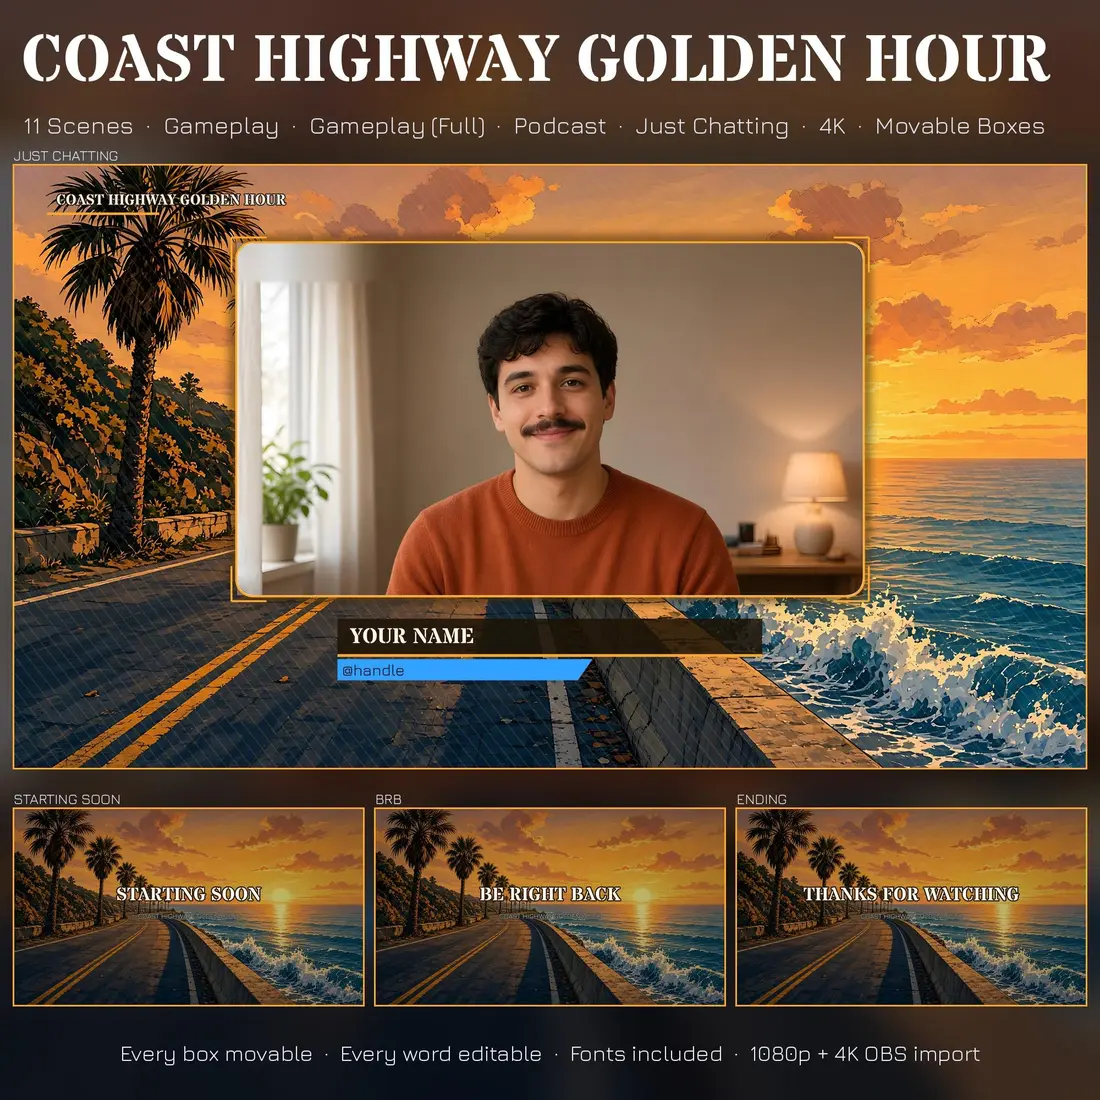 COAST HIGHWAY GOLDEN HOUR
11 Scenes · Gameplay · Gameplay (Full) · Podcast · Just Chatting · 4K · Movable Boxes
JUST CHATTING
COAST HIGHWAY GOLDEN HOUR
YOUR NAME
@handle
STARTING SOON
BRB
ENDING
STARTING SOON
BE RIGHT BACK
THANKS FOR WATCHING
Every box movable · Every word editable · Fonts included · 1080p + 4K OBS import